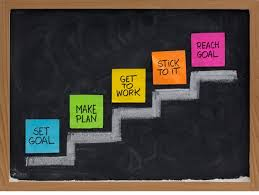 SET
GOAL
MAKE
PLAN
GET
TO
WORK
STICK
TO IT
REACH
GOAL